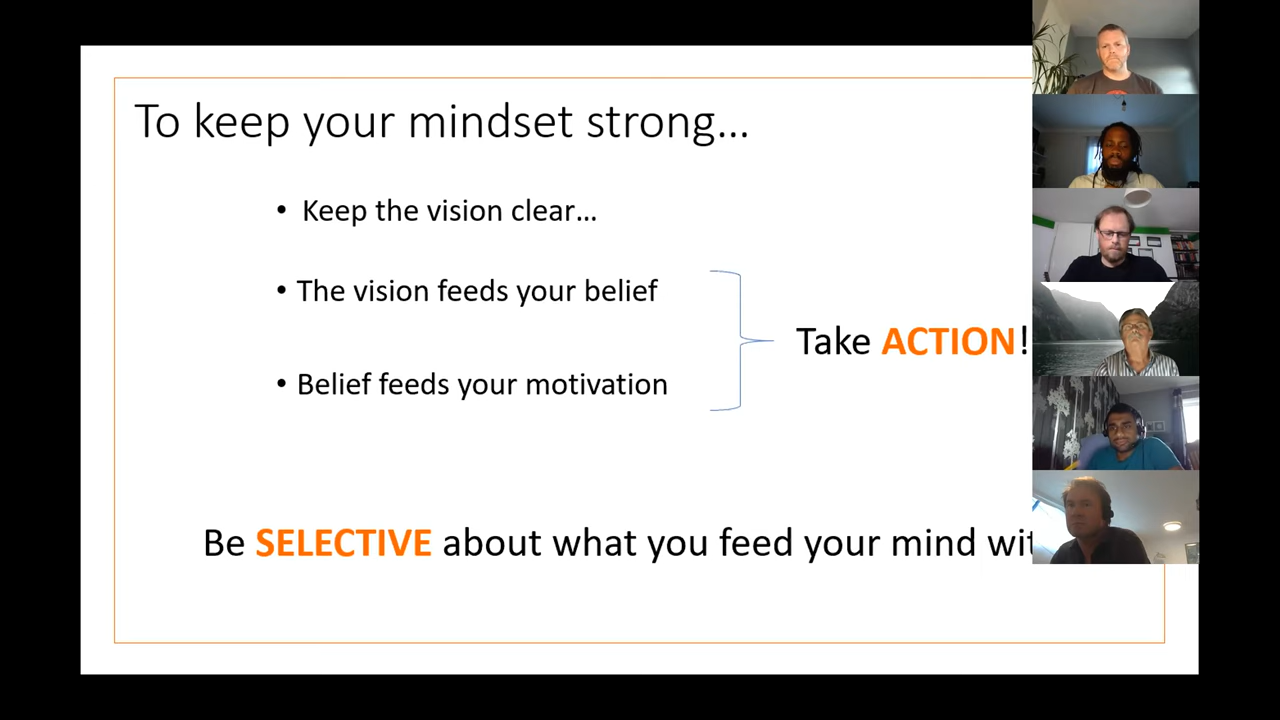 To keep your mindset strong...
• Keep the vision clear...
• The vision feeds your belief
• Belief feeds your motivation
Take ACTION!
Be SELECTIVE about what you feed your mind